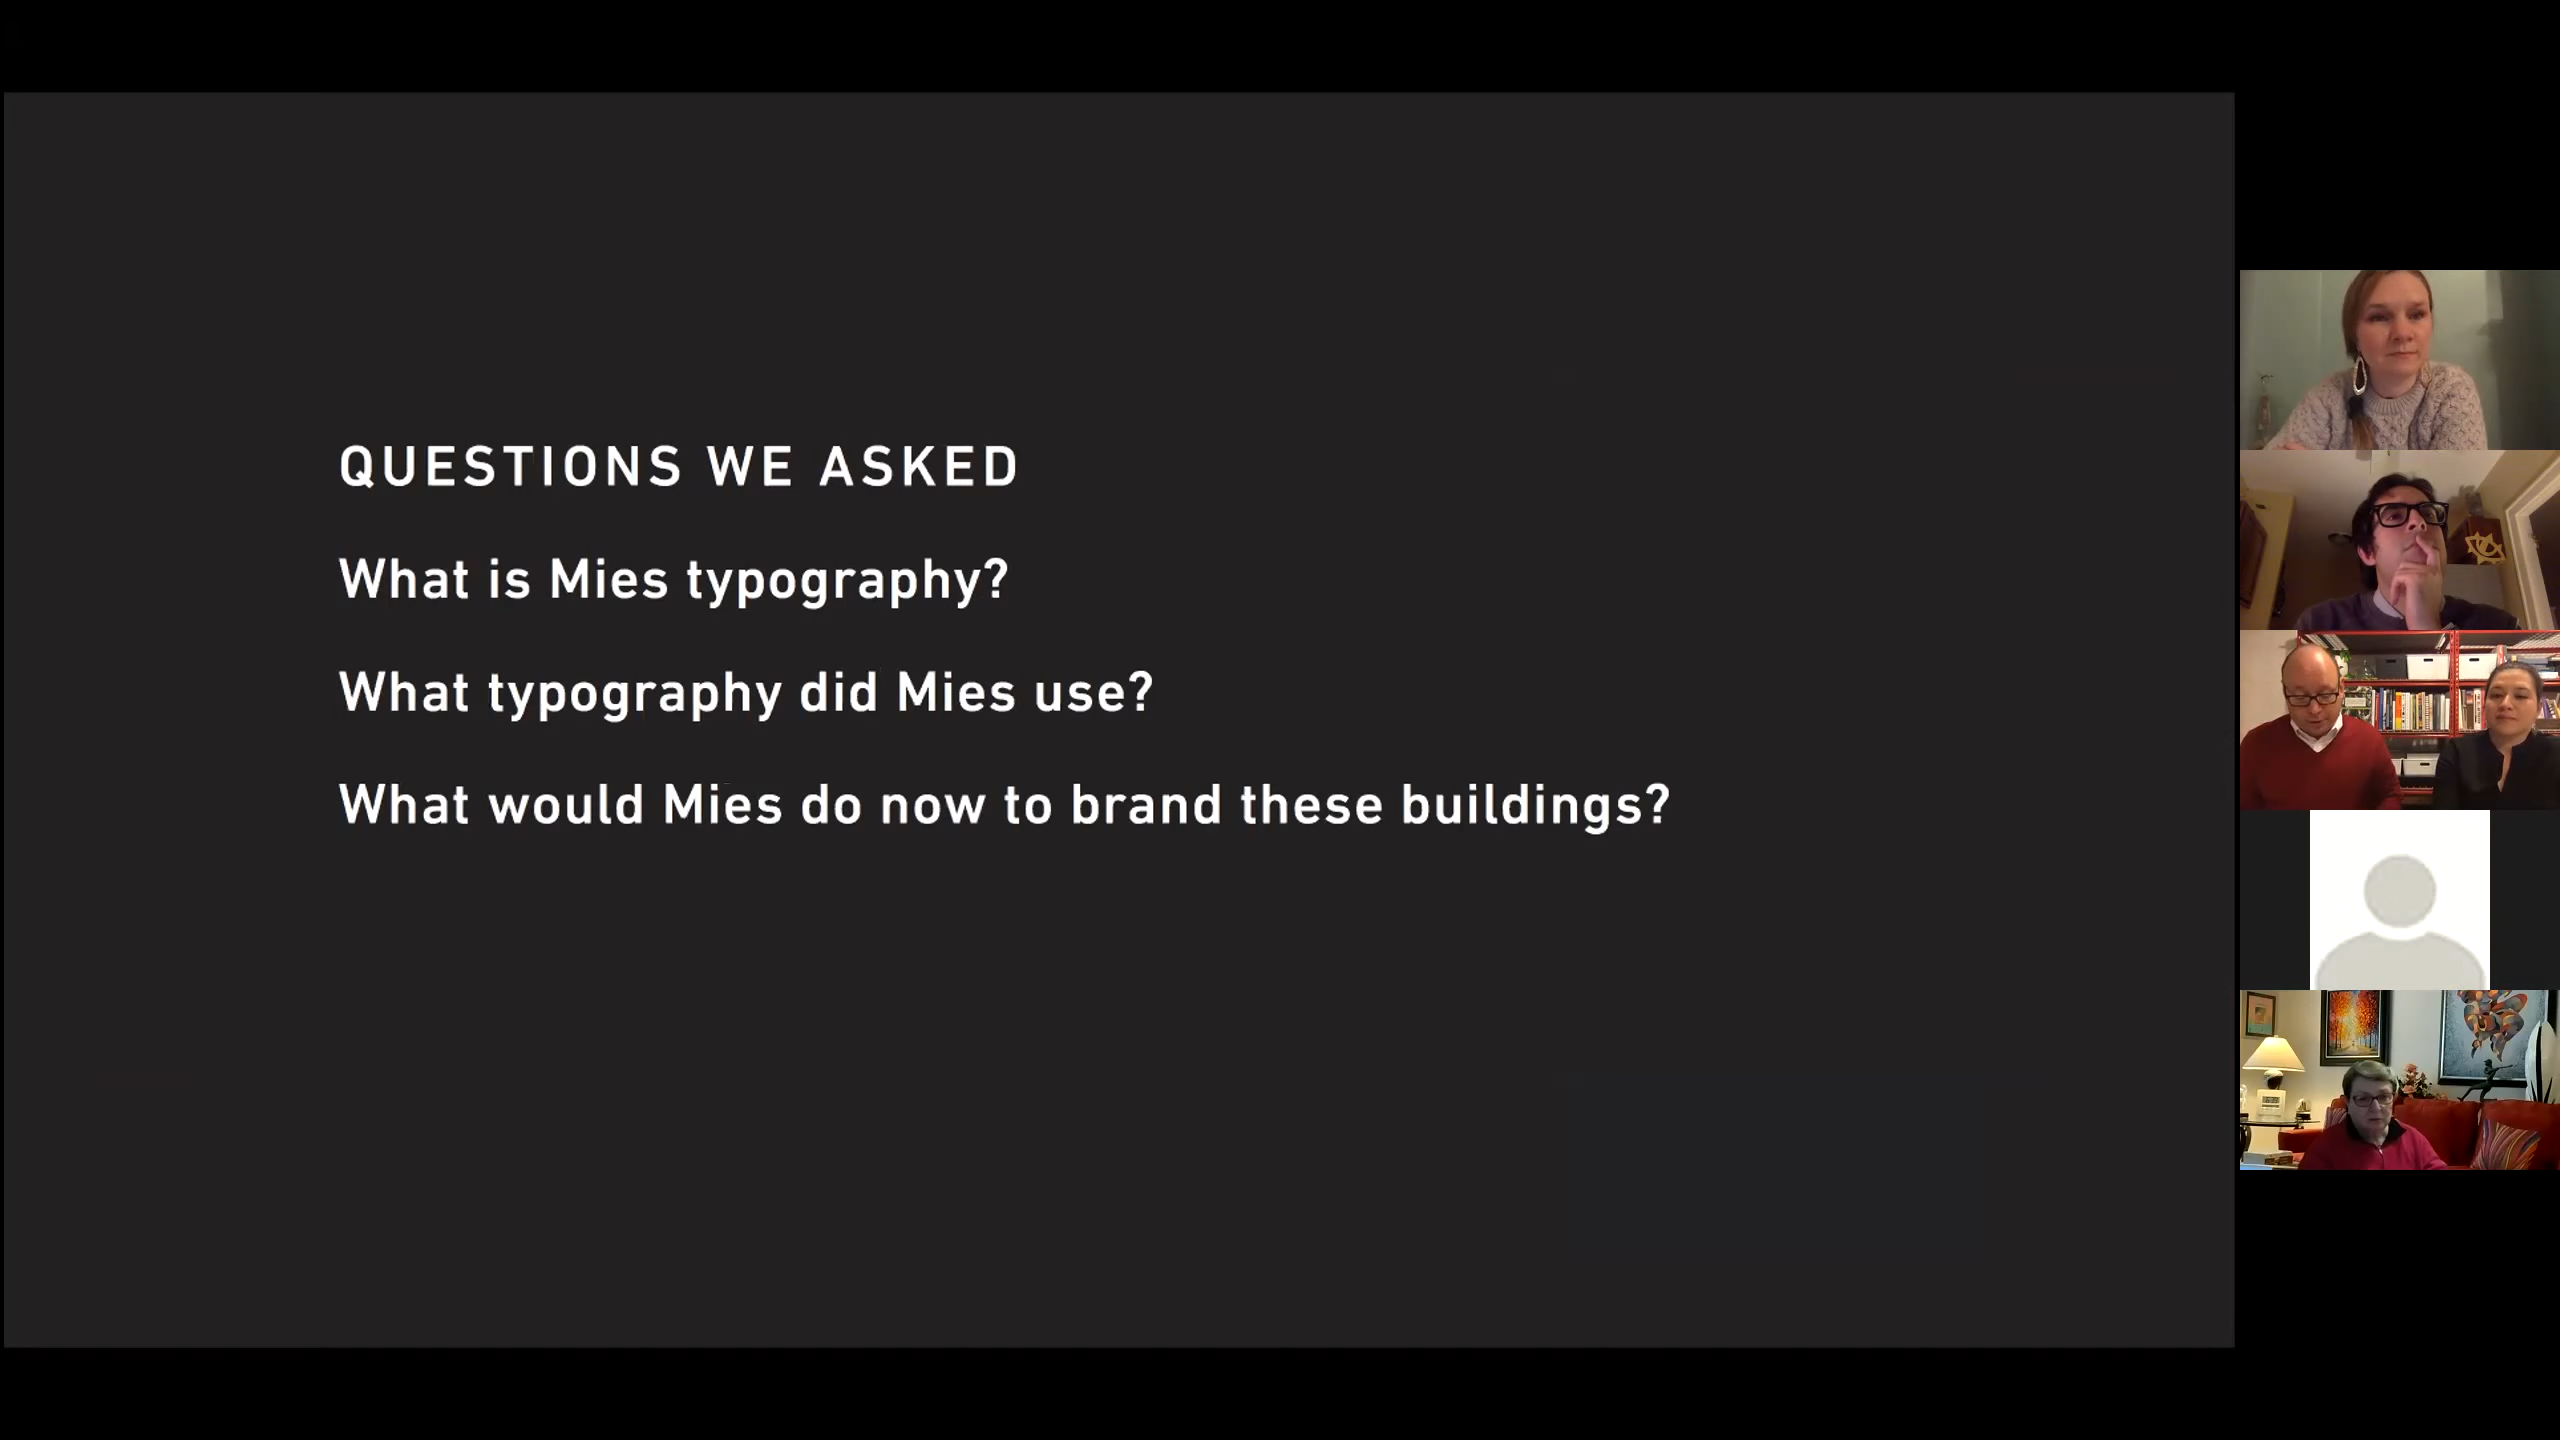 QUESTIONS WE ASKED
What is Mies typography?
What typography did Mies use?
What would Mies do now to brand these buildings?